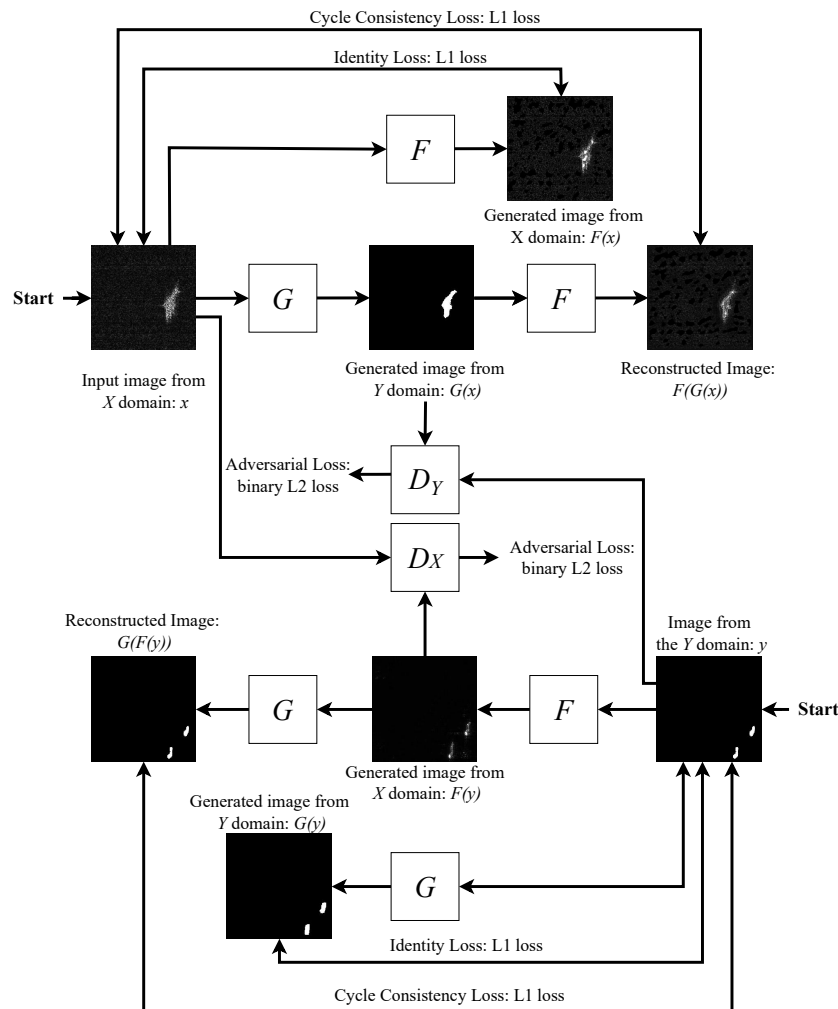 Cycle Consistency Loss: L1 loss
Identity Loss: L1 loss
F
Generated image from
X domain: F(x)
Start
G
F
Input image from
X domain: x
Generated image from
Y domain: G(x)
Reconstructed Image:
F(G(x))
Adversarial Loss:
binary L2 loss
DY
DX
Adversarial Loss:
binary L2 loss
Reconstructed Image:
G(F(y))
Image from
the Y domain: y
G
F
Start
Generated image from
X domain: F(y)
Generated image from
Y domain: G(y)
G
Identity Loss: L1 loss
Cycle Consistency Loss: L1 loss